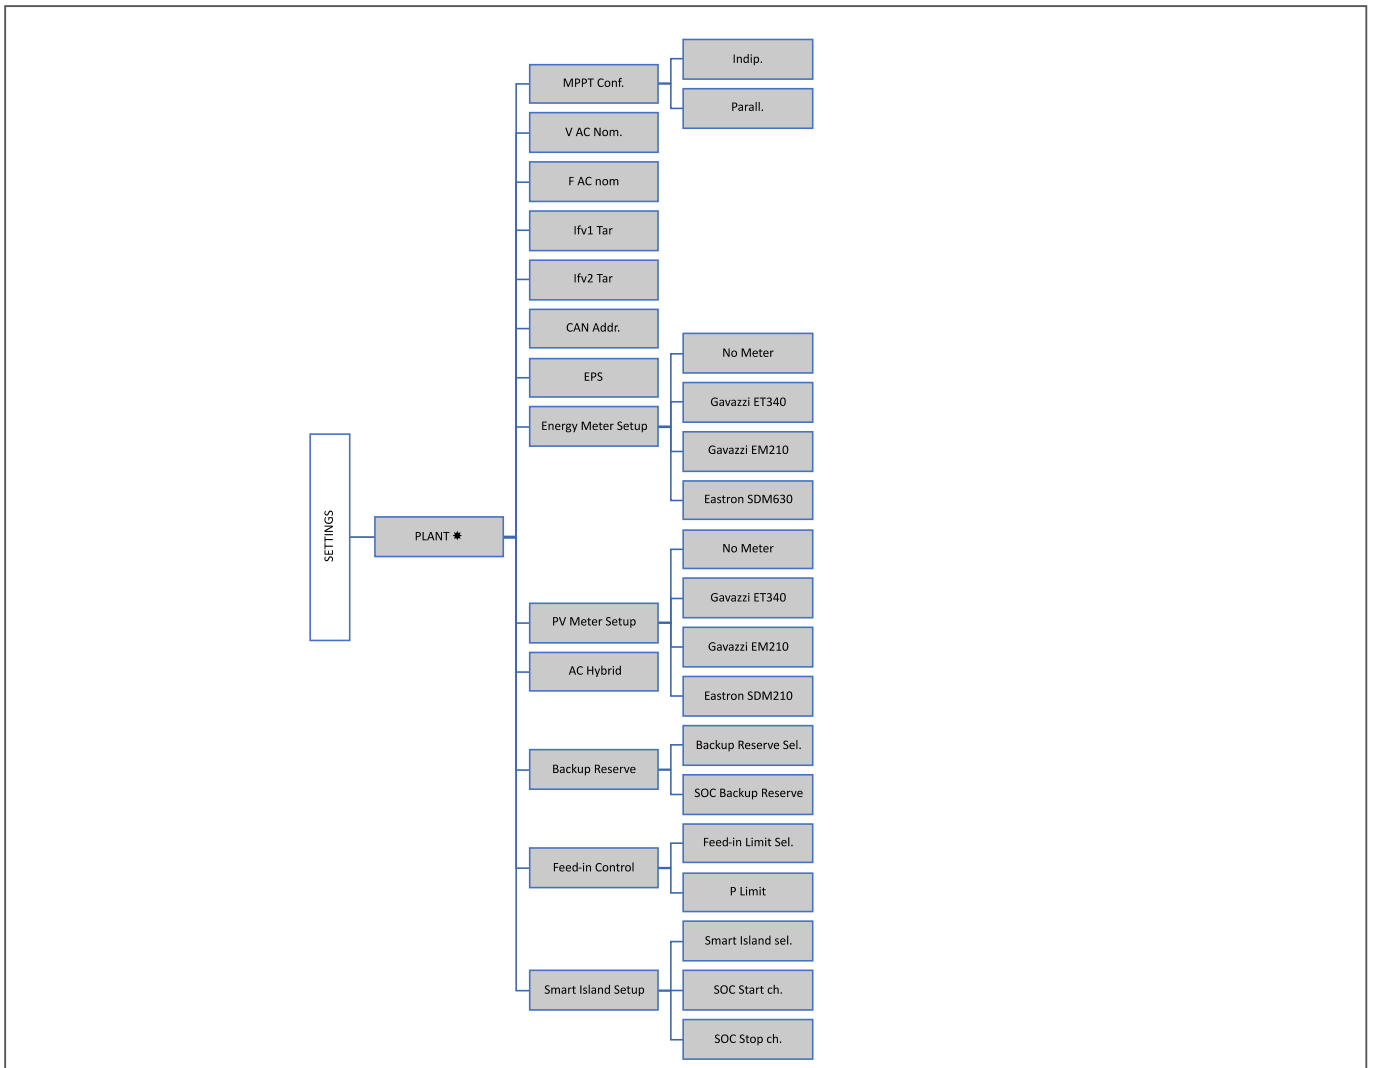 SETTINGS
PLANT ✸
MPPT Conf.
Indip.
Parall.
V AC Nom.
F AC nom
Ifv1 Tar
Ifv2 Tar
CAN Addr.
EPS
Energy Meter Setup
No Meter
Gavazzi ET340
Gavazzi EM210
Eastron SDM630
PV Meter Setup
No Meter
Gavazzi ET340
Gavazzi EM210
Eastron SDM210
AC Hybrid
Backup Reserve
Backup Reserve Sel.
SOC Backup Reserve
Feed-in Control
Feed-in Limit Sel.
P Limit
Smart Island Setup
Smart Island sel.
SOC Start ch.
SOC Stop ch.